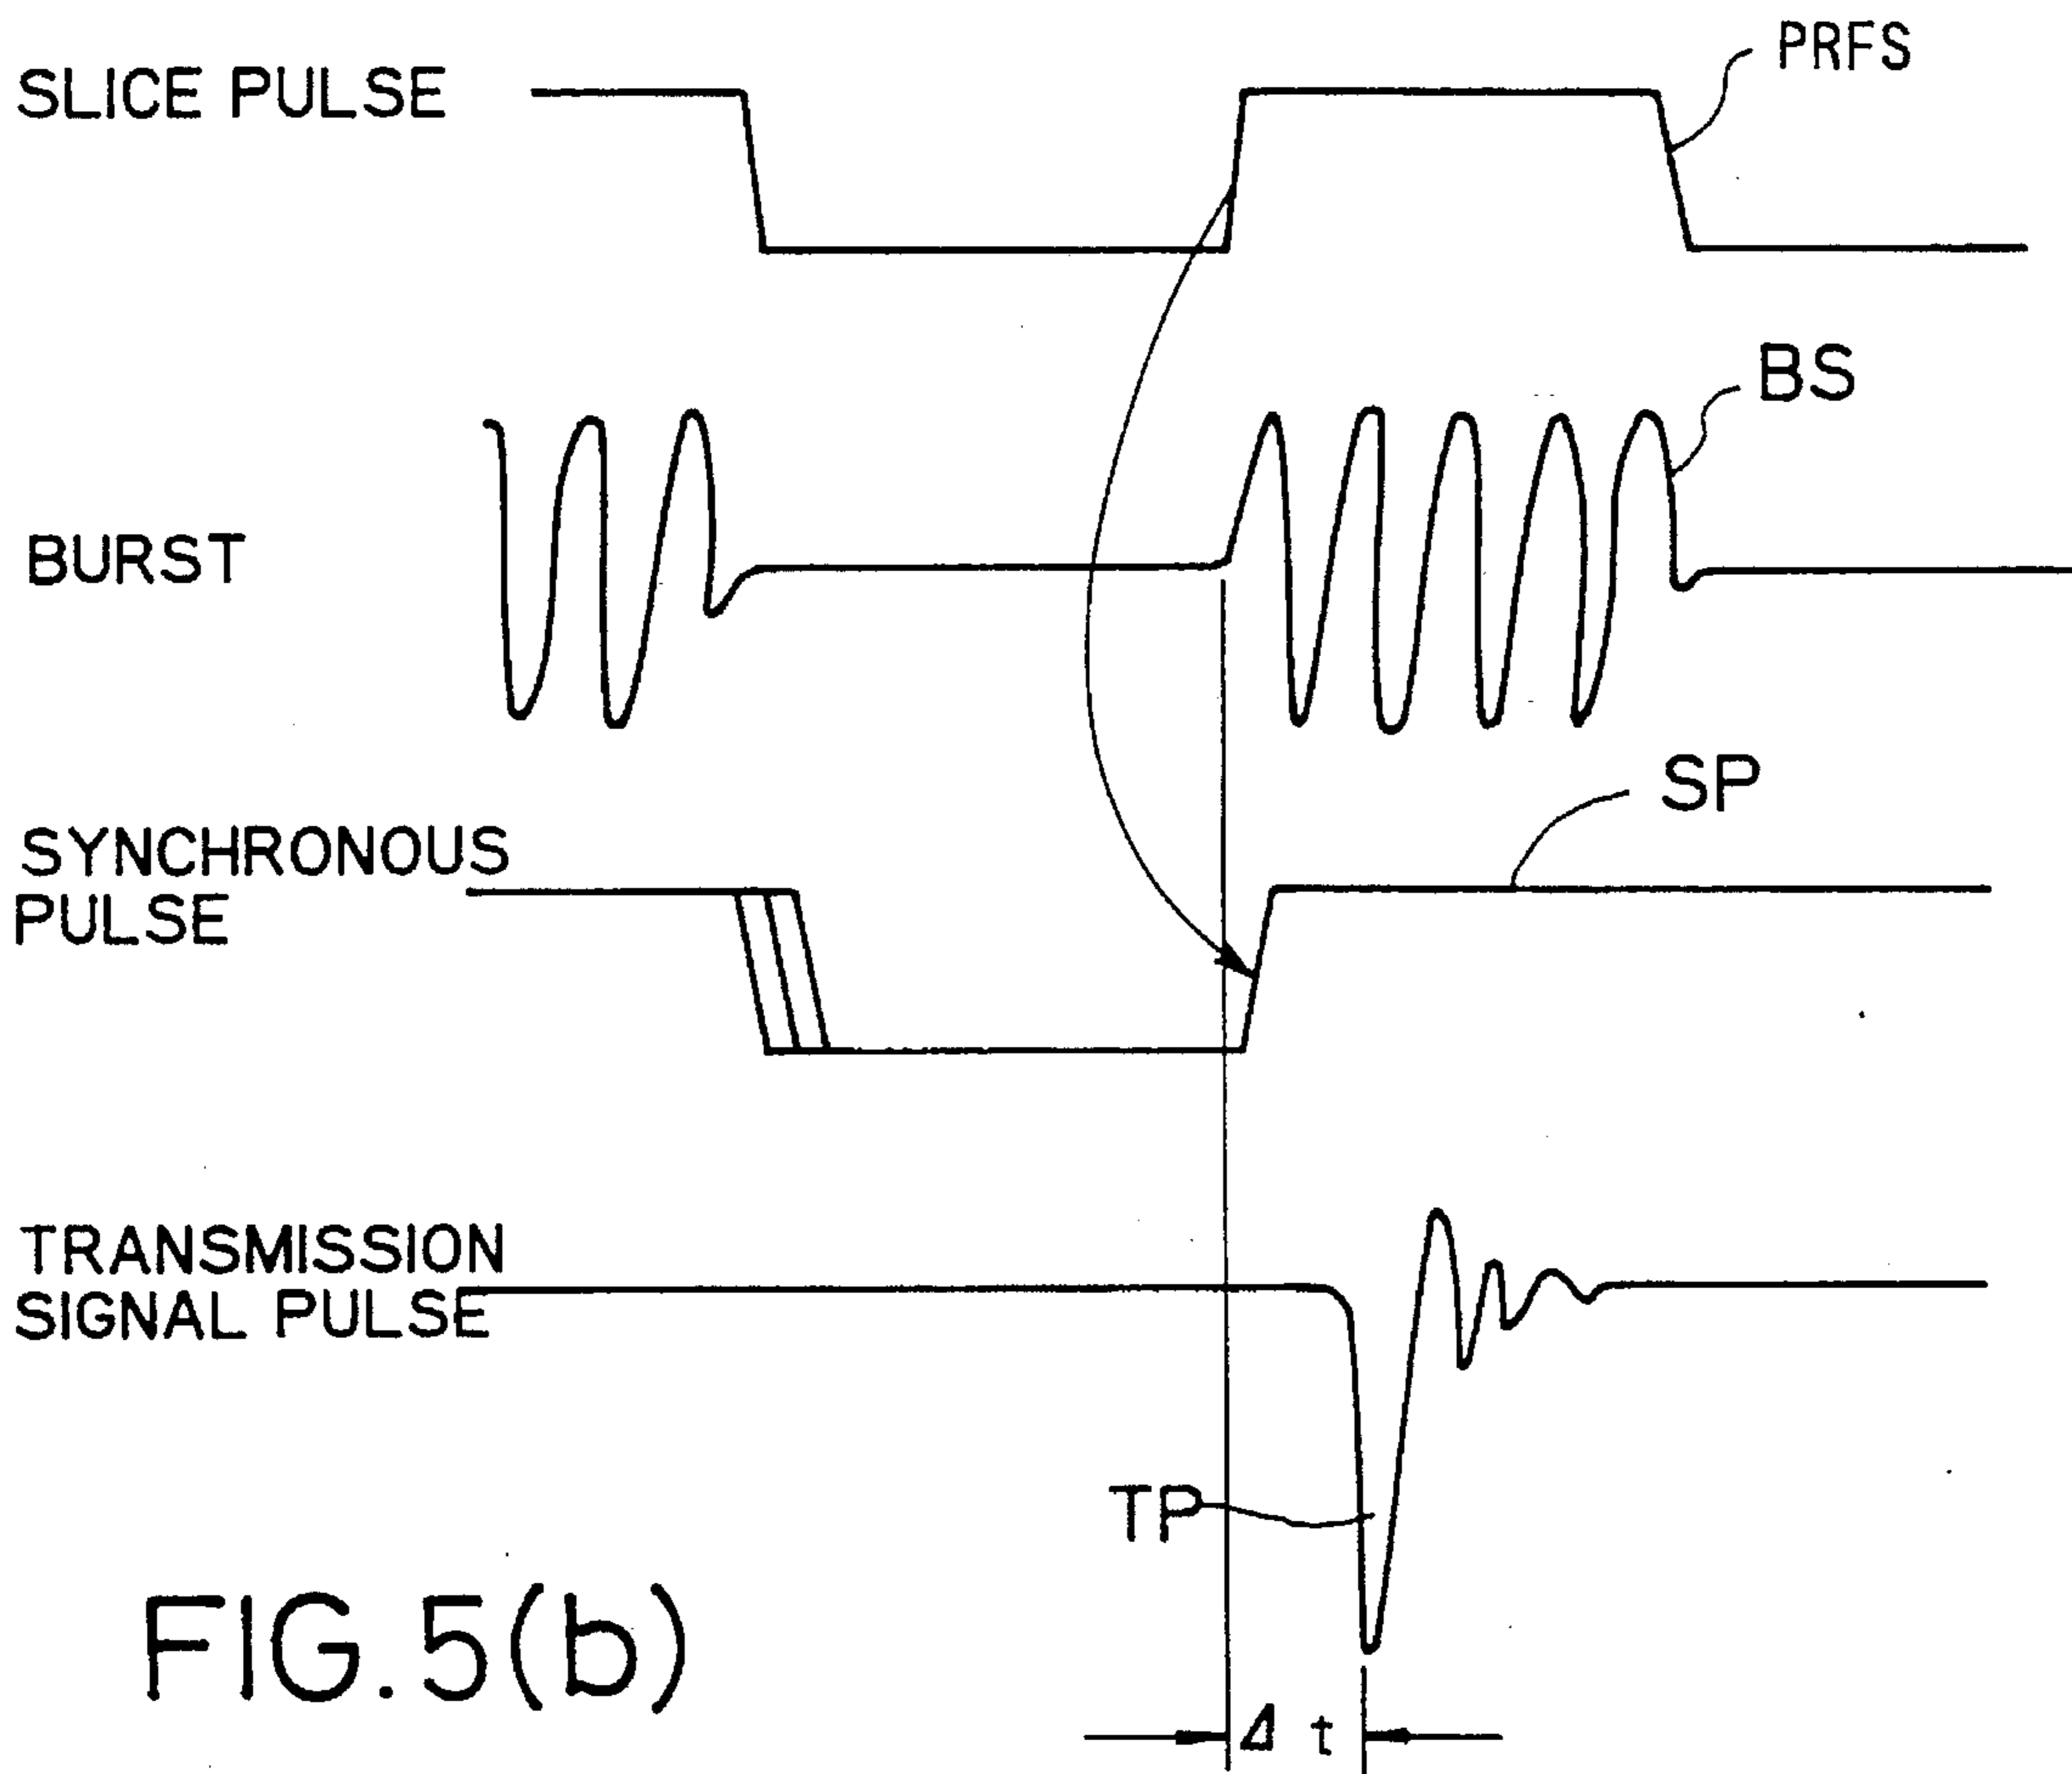 PRFS
SLICE PULSE
BS
BURST
SP
SYNCHRONOUS
PULSE
TRANSMISSION
SIGNAL PULSE
TP
FIG.5(b)
Δ t